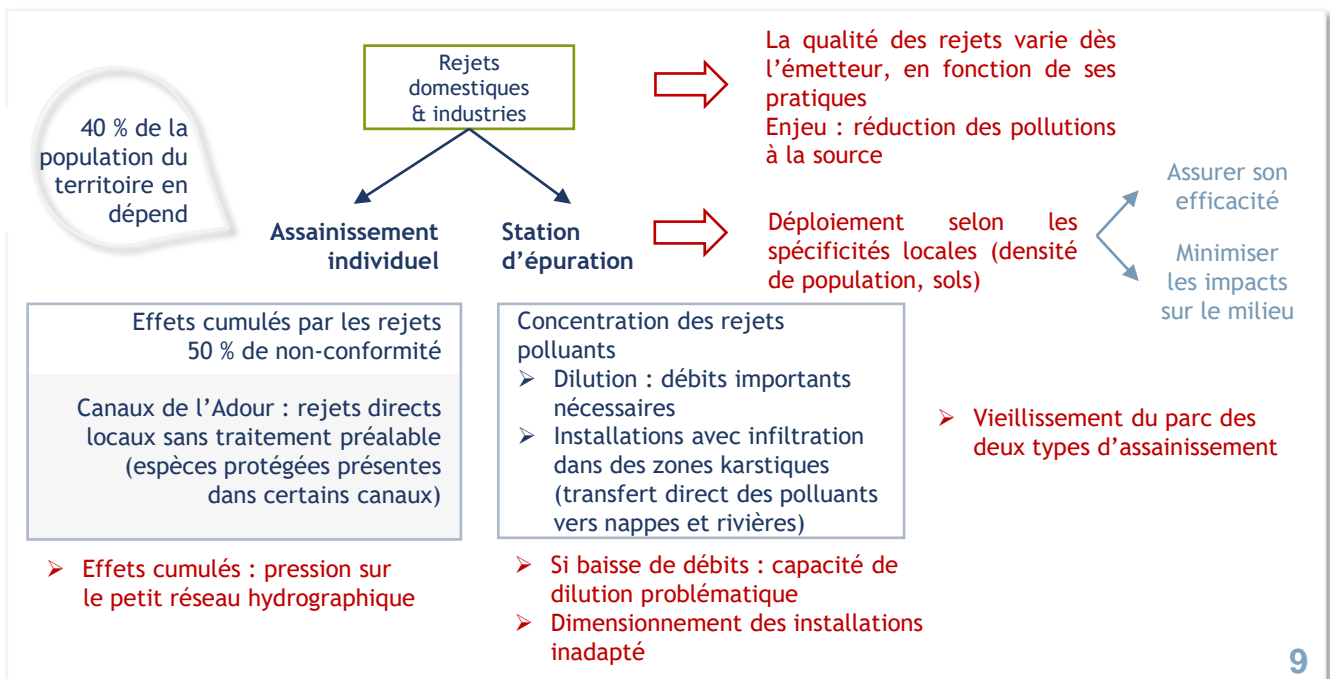 Rejets
domestiques
& industries
La qualité des rejets varie dès
l’émetteur, en fonction de ses
pratiques
Enjeu : réduction des pollutions
à la source
40 % de la
population du
territoire en
dépend
Assainissement
individuel
Station
d’épuration
Déploiement selon les
spécificités locales (densité
de population, sols)
Assurer son
efficacité
Minimiser
les impacts
sur le milieu
Effets cumulés par les rejets
50 % de non-conformité
Canaux de l’Adour : rejets directs
locaux sans traitement préalable
(espèces protégées présentes
dans certains canaux)
Concentration des rejets
polluants
➢ Dilution : débits importants
nécessaires
➢ Installations avec infiltration
dans des zones karstiques
(transfert direct des polluants
vers nappes et rivières)
➢ Vieillissement du parc des
deux types d’assainissement
➢ Effets cumulés : pression sur
le petit réseau hydrographique
➢ Si baisse de débits : capacité de
dilution problématique
➢ Dimensionnement des installations
inadapté
9